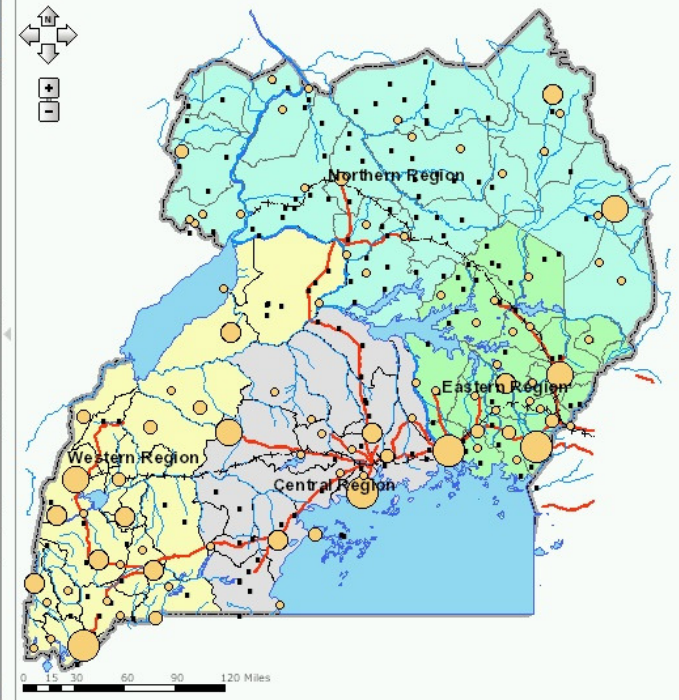 N
+
-
Northern Region
Eastern Region
Western Region
Central Region
0 15 30 60 90 120 Miles